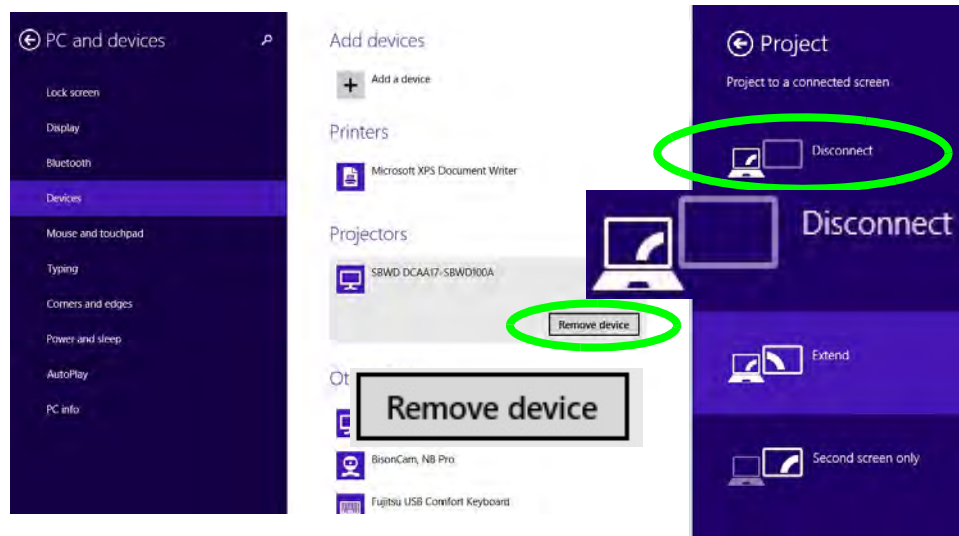 PC and devices
Lock screen
Display
Bluetooth
Devices
Mouse and touchpad
Typing
Corners and edges
Power and sleep
AutoPlay
PC info
Add devices
Add a device
Printers
Microsoft XPS Document Writer
Projectors
SBWD DCAA17-SBWD100A
Remove device
Ot
Remove device
BisonCam, NB Pro
Fujitsu USB Comfort Keyboard
Project
Project to a connected screen
Disconnect
Disconnect
Extend
Second screen only